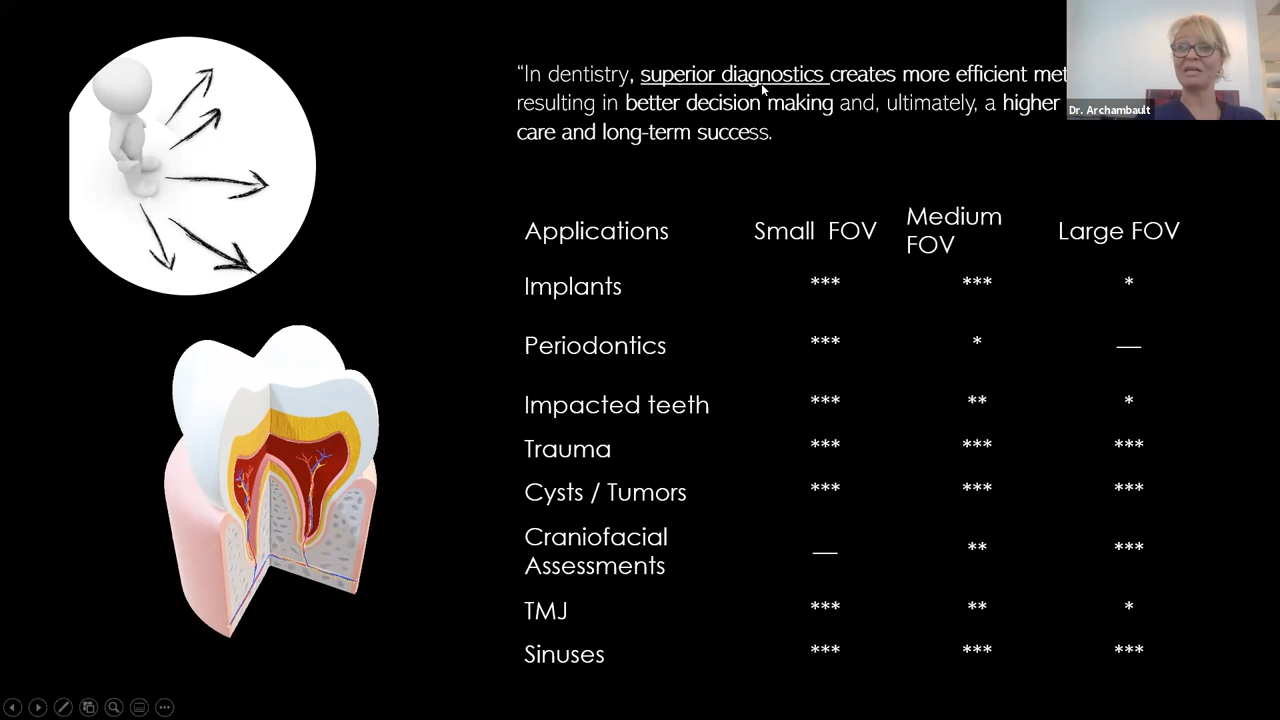 “In dentistry, superior diagnostics creates more efficient
resulting in better decision making and, ultimately, a higher
care and long-term success.
Dr. Archambault
Applications Small FOV Medium FOV Large FOV
Implants *** *** *
Periodontics *** * —
Impacted teeth *** ** *
Trauma *** *** ***
Cysts / Tumors *** *** ***
Craniofacial
Assessments — ** ***
TMJ *** ** *
Sinuses *** *** ***